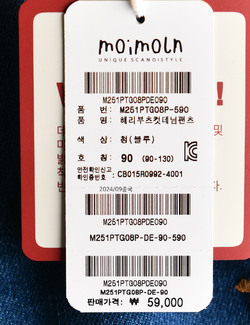 moimoln
UNIQUE SCANDISTYLE
M251PTG08PDE090
품 번: M251PTG08P-590
품 명: 헤리부츠컷데님팬츠
색 상: 청(블루)
호 칭: 90 (90-130)
안전확인신고
확인증번호 : CB015R0992-4001
2024/09중국
M251PTG08PDE090
M251PTG08P-DE-90-590
M251PTG08PDE090
M251PTG08P-DE-90-590
판매가격: ₩ 59,000